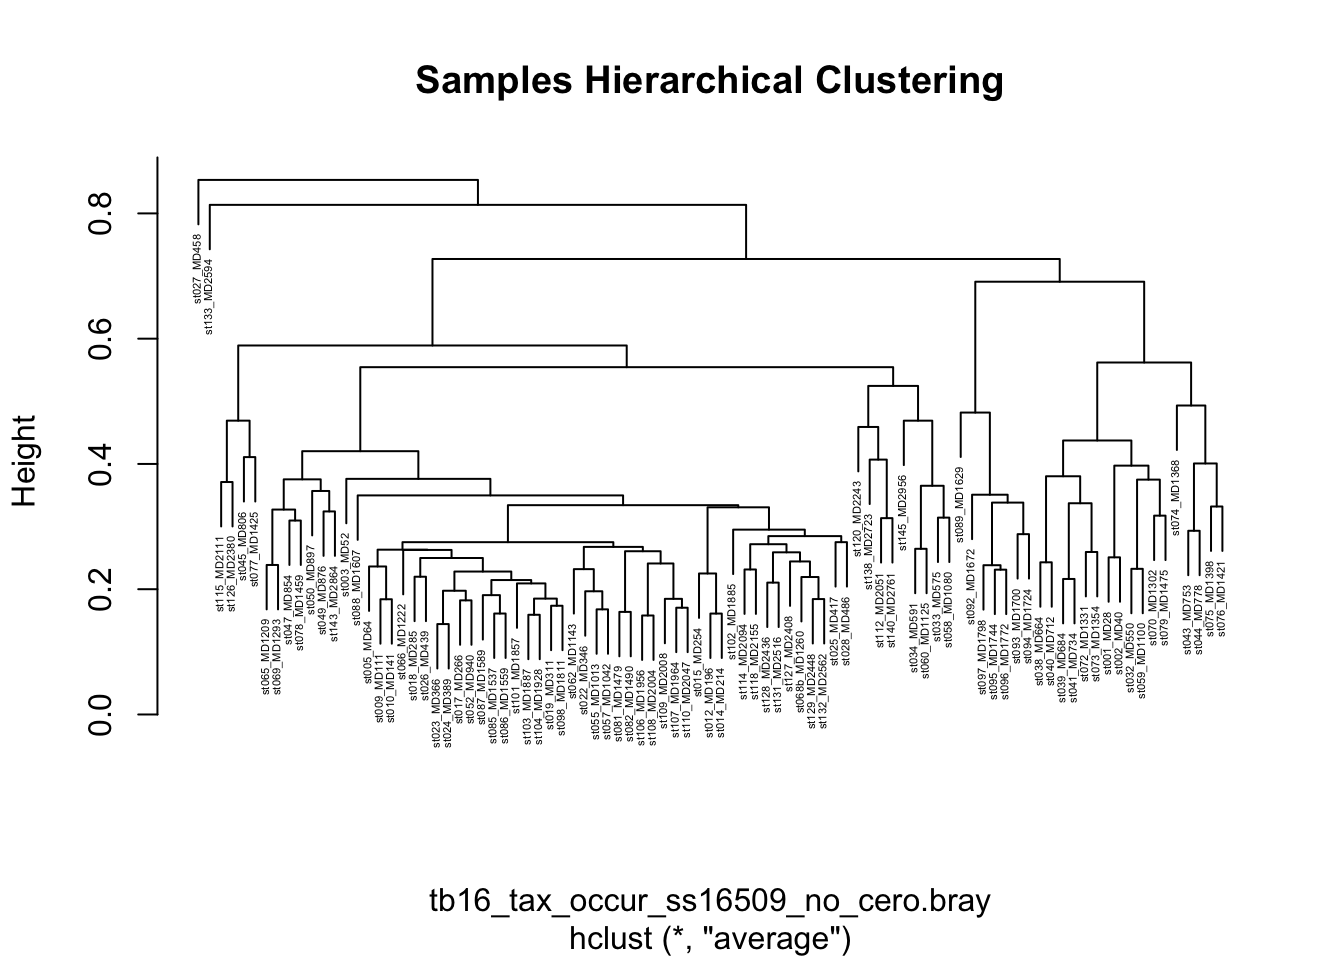 Samples Hierarchical Clustering
Height
0.0
0.2
0.4
0.6
0.8
st027_MD458
st133_MD2594
st115_MD2111
st126_MD2380
st045_MD806
st077_MD1425
st065_MD1209
st069_MD1293
st047_MD854
st078_MD1459
st050_MD897
st049_MD876
st143_MD2864
st003_MD52
st088_MD1607
st005_MD64
st009_MD111
st010_MD141
st066_MD1222
st018_MD285
st026_MD439
st023_MD366
st024_MD389
st017_MD266
st052_MD940
st087_MD1589
st085_MD1537
st086_MD1559
st101_MD1857
st103_MD1887
st104_MD1928
st019_MD311
st098_MD1811
st062_MD1143
st022_MD346
st055_MD1013
st057_MD1042
st081_MD1479
st082_MD1490
st106_MD1956
st108_MD2004
st109_MD2008
st107_MD1964
st110_MD2047
st015_MD254
st012_MD196
st014_MD214
st102_MD1885
st114_MD2094
st118_MD2155
st128_MD2436
st131_MD2516
st127_MD2408
st068b_MD1260
st129_MD2448
st132_MD2562
st025_MD417
st028_MD486
st120_MD2243
st138_MD2723
st112_MD2051
st140_MD2761
st145_MD2956
st034_MD591
st060_MD1125
st033_MD575
st058_MD1080
st089_MD1629
st092_MD1672
st097_MD1798
st095_MD1744
st096_MD1772
st093_MD1700
st094_MD1724
st038_MD664
st040_MD712
st039_MD684
st041_MD734
st072_MD1331
st073_MD1354
st001_MD28
st002_MD40
st032_MD550
st059_MD1100
st070_MD1302
st079_MD1475
st074_MD1368
st043_MD753
st044_MD778
st075_MD1398
st076_MD1421
tb16_tax_occur_ss16509_no_cero.bray
hclust (*, "average")